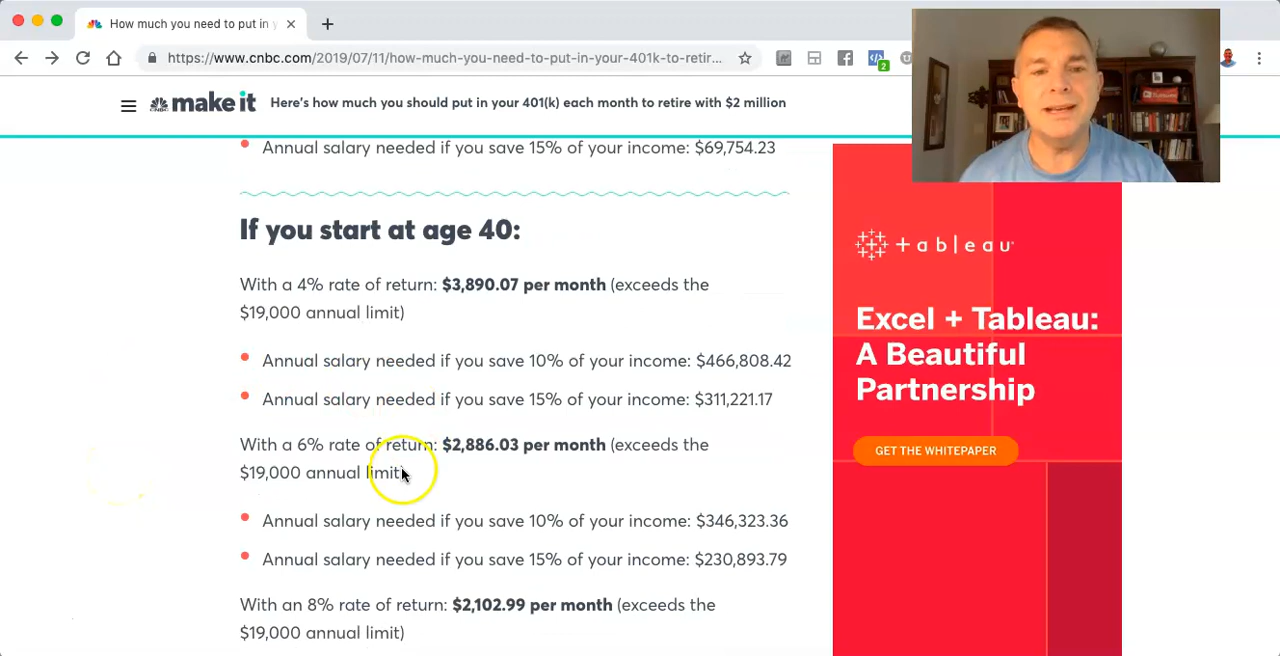 How much you need to put in y
https://www.cnbc.com/2019/07/11/how-much-you-need-to-put-in-your-401k-to-retir...
2
make it
Here's how much you should put in your 401(k) each month to retire with $2 million
Annual salary needed if you save 15% of your income: $69,754.23
If you start at age 40:
With a 4% rate of return: $3,890.07 per month (exceeds the
$19,000 annual limit)
Annual salary needed if you save 10% of your income: $466,808.42
Annual salary needed if you save 15% of your income: $311,221.17
With a 6% rate of return: $2,886.03 per month (exceeds the
$19,000 annual limit)
Annual salary needed if you save 10% of your income: $346,323.36
Annual salary needed if you save 15% of your income: $230,893.79
With an 8% rate of return: $2,102.99 per month (exceeds the
$19,000 annual limit)
+ableau
Excel + Tableau:
A Beautiful
Partnership
GET THE WHITEPAPER